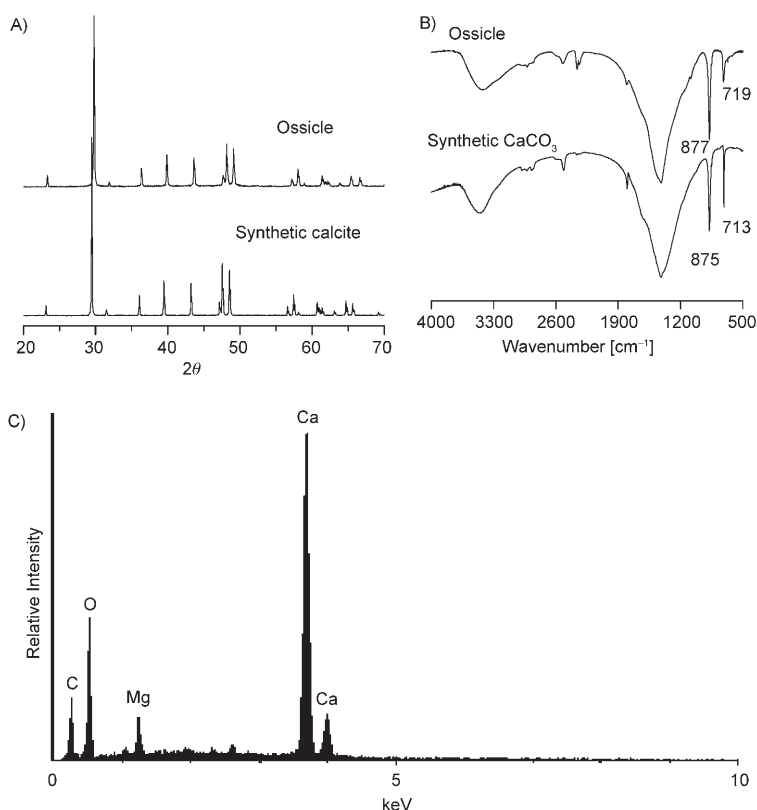 A)
Ossicle
Synthetic calcite
20 30 40 50 60 70
2θ
B)
Ossicle
719
877
Synthetic CaCO₃
713
875
4000 3300 2600 1900 1200 500
Wavenumber [cm⁻¹]
C)
Ca
O
C
Mg
Ca
Relative Intensity
0 5 10
keV